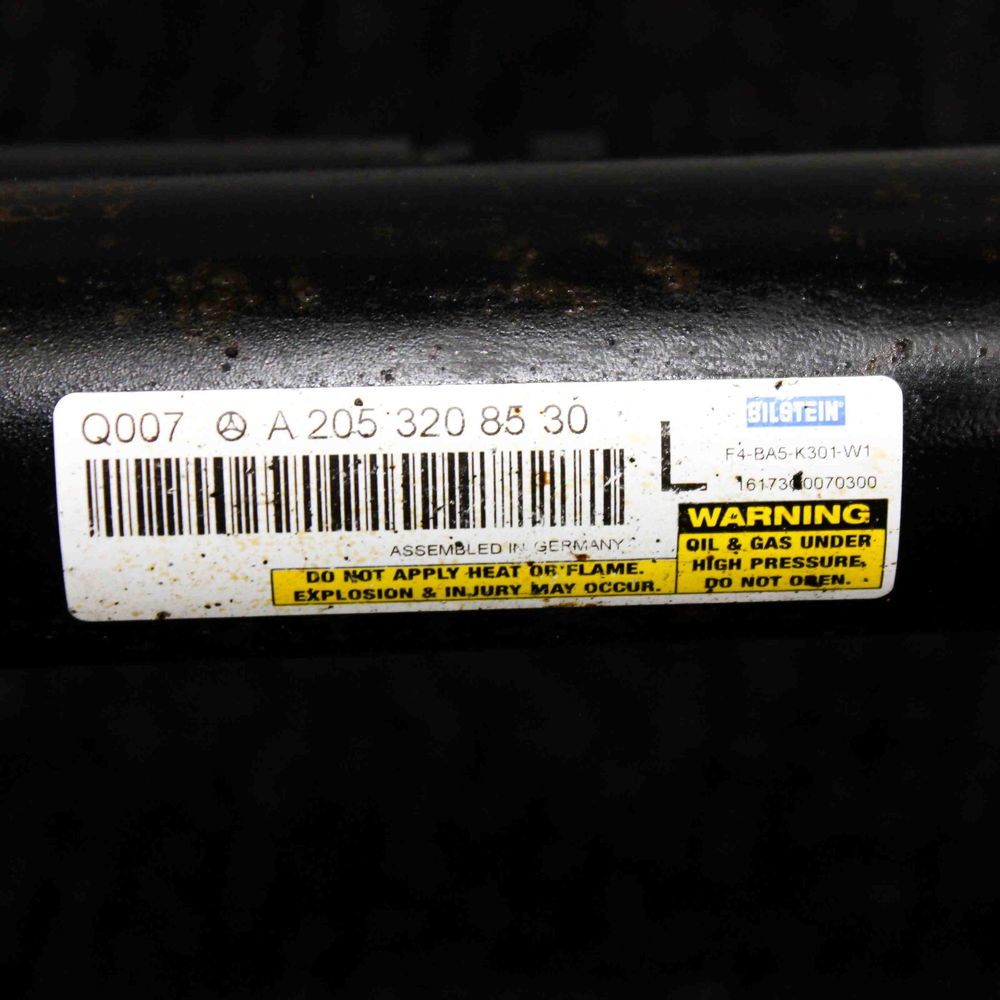 Q007 A 205 320 85 30
L
BILSTEIN
F4-BA5-K301-W1
ASSEMBLED IN GERMANY
DO NOT APPLY HEAT OR FLAME.
EXPLOSION & INJURY MAY OCCUR.
WARNING
OIL & GAS UNDER
HIGH PRESSURE,
DO NOT OPEN.